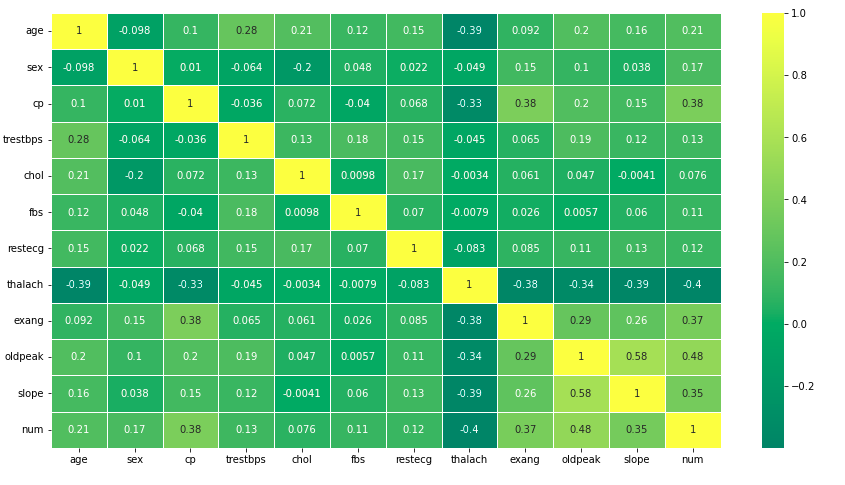 age 1 -0.098 0.1 0.28 0.21 0.12 0.15 -0.39 0.092 0.2 0.16 0.21
sex -0.098 1 0.01 -0.064 -0.2 0.048 0.022 -0.049 0.15 0.1 0.038 0.17
cp 0.1 0.01 1 -0.036 0.072 -0.04 0.068 -0.33 0.38 0.2 0.15 0.38
trestbps 0.28 -0.064 -0.036 1 0.13 0.18 0.15 -0.045 0.065 0.19 0.12 0.13
chol 0.21 -0.2 0.072 0.13 1 0.0098 0.17 -0.0034 0.061 0.047 -0.0041 0.076
fbs 0.12 0.048 -0.04 0.18 0.0098 1 0.07 -0.0079 0.026 0.0057 0.06 0.11
restecg 0.15 0.022 0.068 0.15 0.17 0.07 1 -0.083 0.085 0.11 0.13 0.12
thalach -0.39 -0.049 -0.33 -0.045 -0.0034 -0.0079 -0.083 1 -0.38 -0.34 -0.39 -0.4
exang 0.092 0.15 0.38 0.065 0.061 0.026 0.085 -0.38 1 0.29 0.26 0.37
oldpeak 0.2 0.1 0.2 0.19 0.047 0.0057 0.11 -0.34 0.29 1 0.58 0.48
slope 0.16 0.038 0.15 0.12 -0.0041 0.06 0.13 -0.39 0.26 0.58 1 0.35
num 0.21 0.17 0.38 0.13 0.076 0.11 0.12 -0.4 0.37 0.48 0.35 1
age sex cp trestbps chol fbs restecg thalach exang oldpeak slope num
1.0
0.8
0.6
0.4
0.2
0.0
−0.2